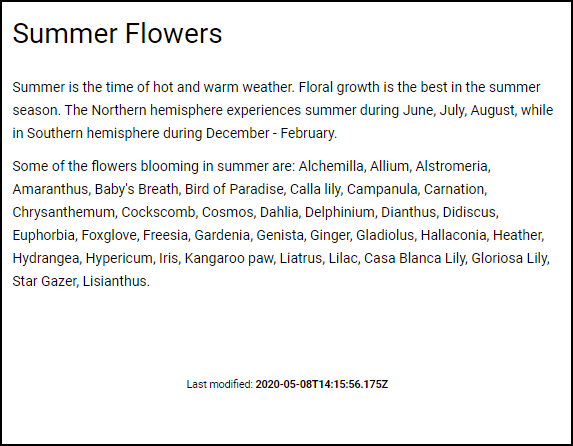 Summer Flowers
Summer is the time of hot and warm weather. Floral growth is the best in the summer
season. The Northern hemisphere experiences summer during June, July, August, while
in Southern hemisphere during December - February.
Some of the flowers blooming in summer are: Alchemilla, Allium, Alstromeria,
Amaranthus, Baby's Breath, Bird of Paradise, Calla lily, Campanula, Carnation,
Chrysanthemum, Cockscomb, Cosmos, Dahlia, Delphinium, Dianthus, Didiscus,
Euphorbia, Foxglove, Freesia, Gardenia, Genista, Ginger, Gladiolus, Hallaconia, Heather,
Hydrangea, Hypericum, Iris, Kangaroo paw, Liatrus, Lilac, Casa Blanca Lily, Gloriosa Lily,
Star Gazer, Lisianthus.
Last modified: 2020-05-08T14:15:56.175Z